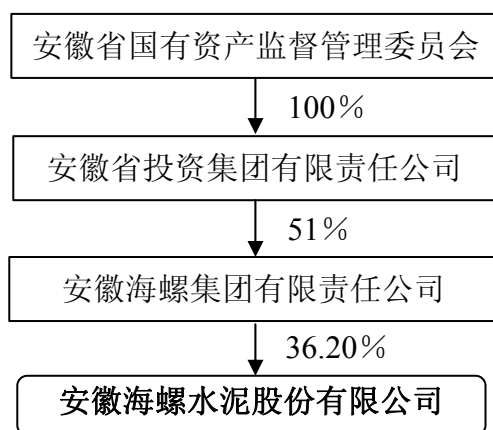 安徽省国有资产监督管理委员会
100％
安徽省投资集团有限责任公司
51％
安徽海螺集团有限责任公司
36.20％
安徽海螺水泥股份有限公司